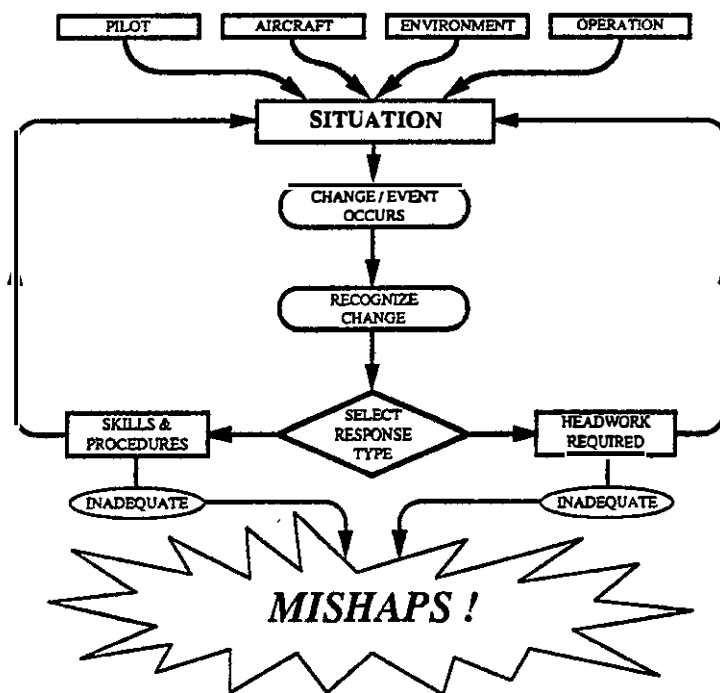 PILOT
AIRCRAFT
ENVIRONMENT
OPERATION
SITUATION
CHANGE / EVENT
OCCURS
RECOGNIZE
CHANGE
SELECT
RESPONSE
TYPE
SKILLS &
PROCEDURES
HEADWORK
REQUIRED
INADEQUATE
INADEQUATE
MISHAPS !